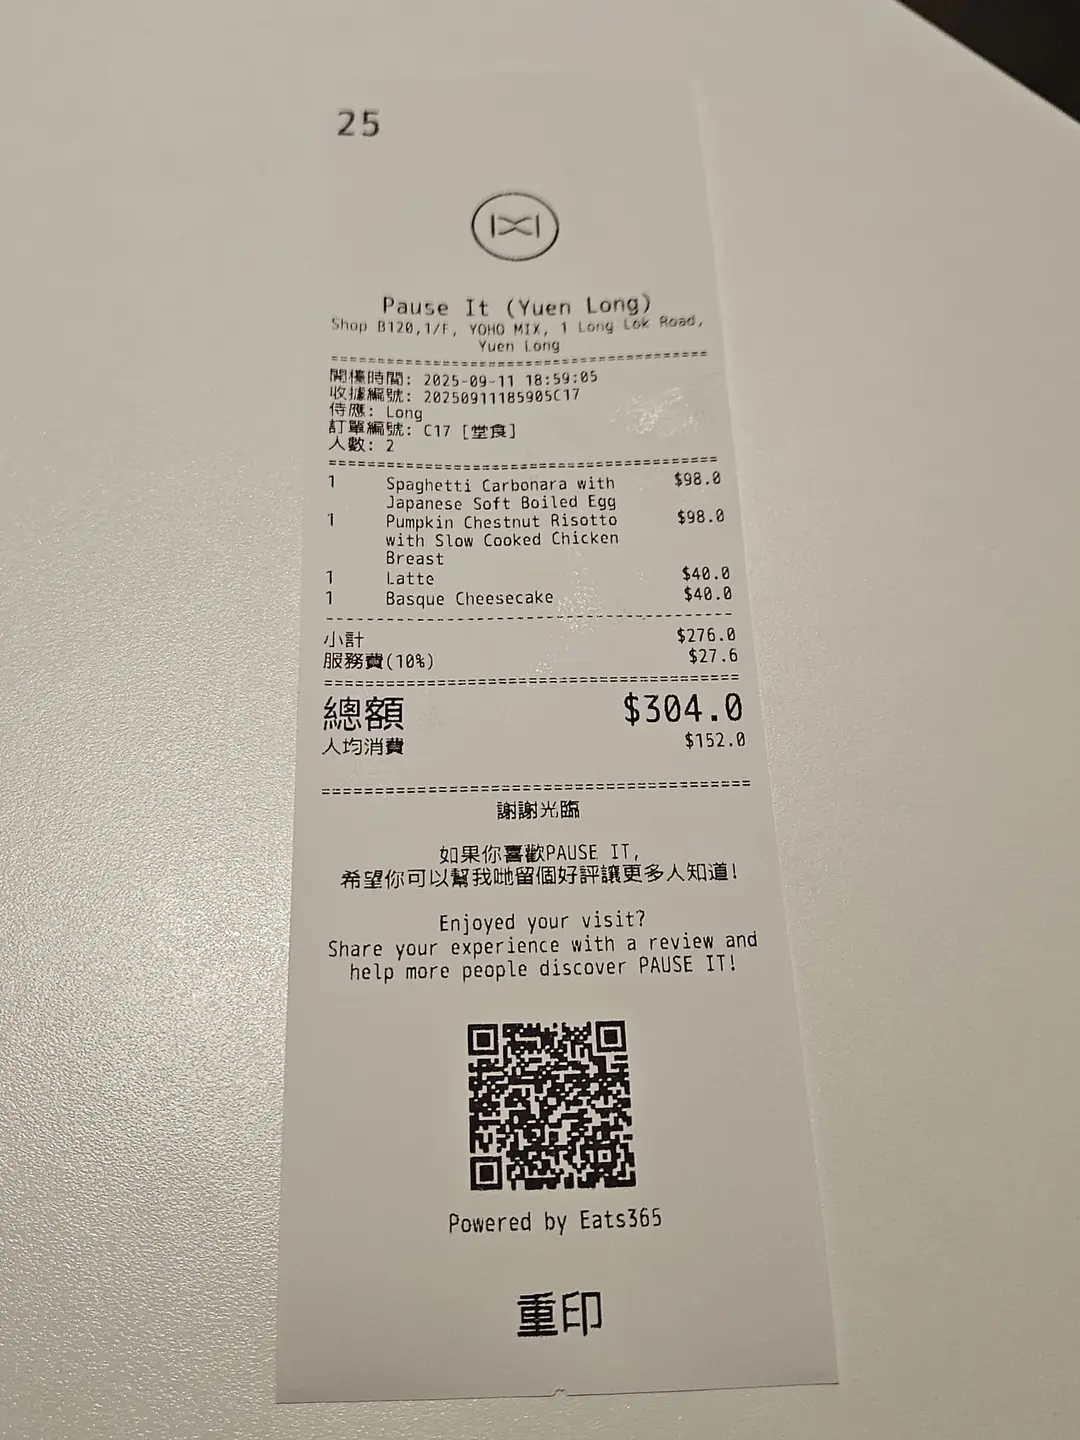 25
Pause It (Yuen Long)
Shop B120,1/F, YOHO MIX, 1 Long Lok Road,
Yuen Long
開檯時間: 2025-09-11 18:59:05
收據編號: 20250911185905C17
侍應: Long
訂單編號: C17 [堂食]
人數: 2
1 Spaghetti Carbonara with $98.0
Japanese Soft Boiled Egg
1 Pumpkin Chestnut Risotto $98.0
with Slow Cooked Chicken
Breast
1 Latte $40.0
1 Basque Cheesecake $40.0
小計 $276.0
服務費(10%) $27.6
總額 $304.0
人均消費 $152.0
謝謝光臨
如果你喜歡PAUSE IT,
希望你可以幫我哋留個好評讓更多人知道!
Enjoyed your visit?
Share your experience with a review and
help more people discover PAUSE IT!
Powered by Eats365
重印